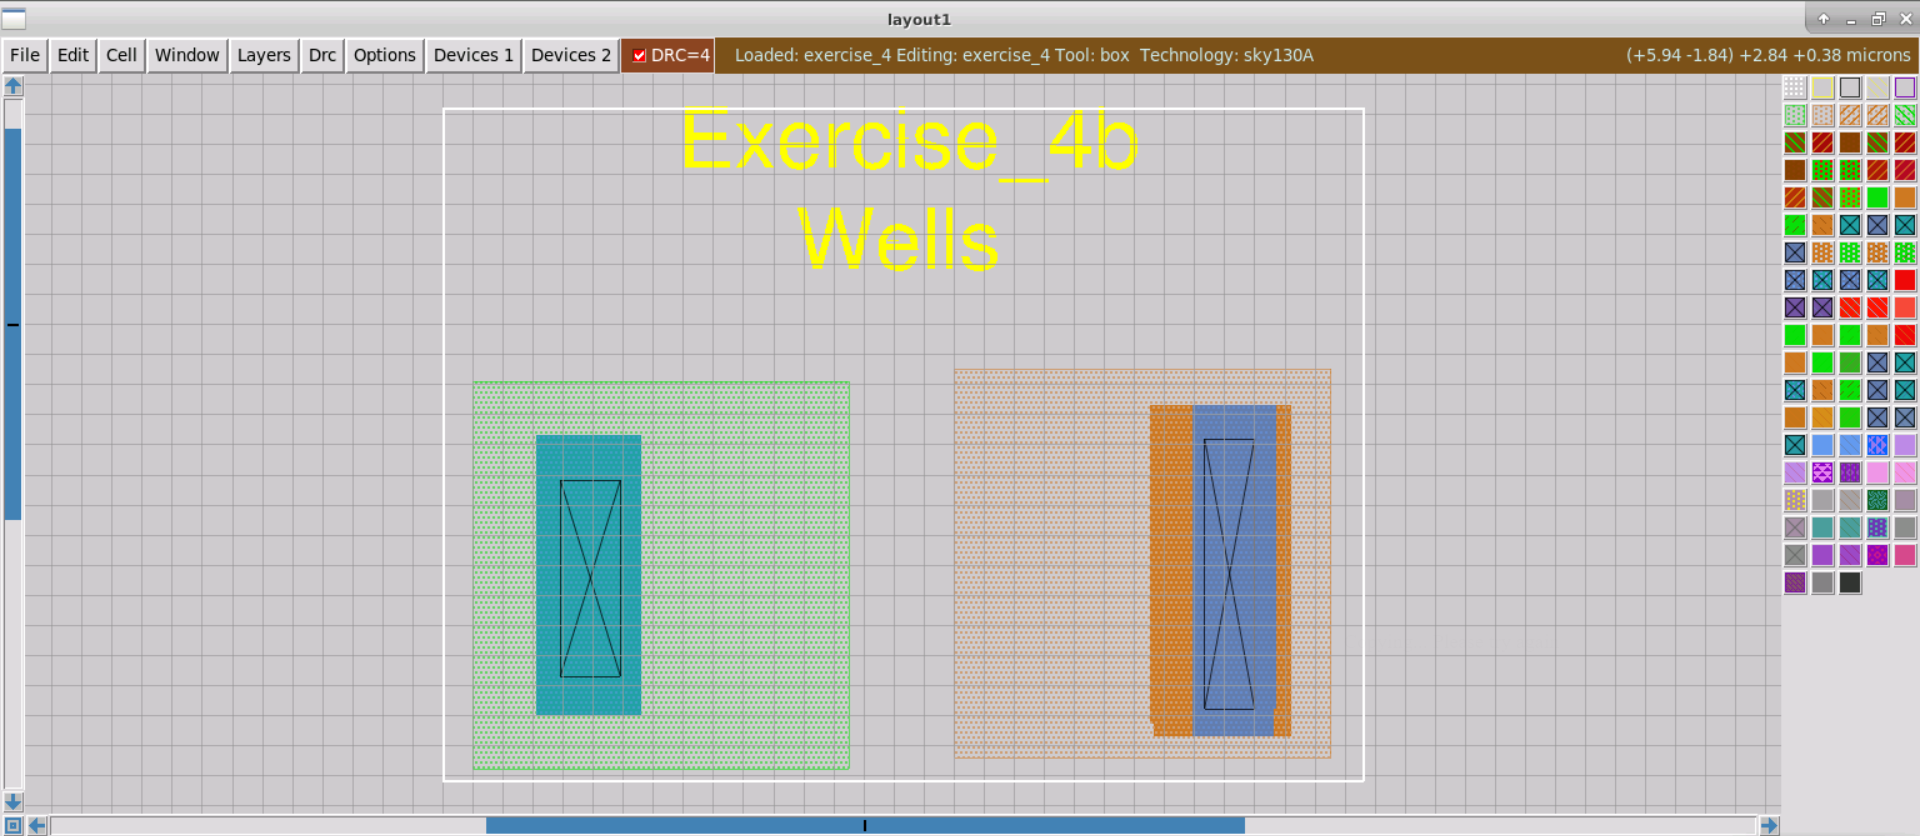 layout1
File Edit Cell Window Layers Drc Options Devices 1 Devices 2 DRC=4 Loaded: exercise_4 Editing: exercise_4 Tool: box Technology: sky130A (+5.94 -1.84) +2.84 +0.38 microns
Exercise_4b
Wells